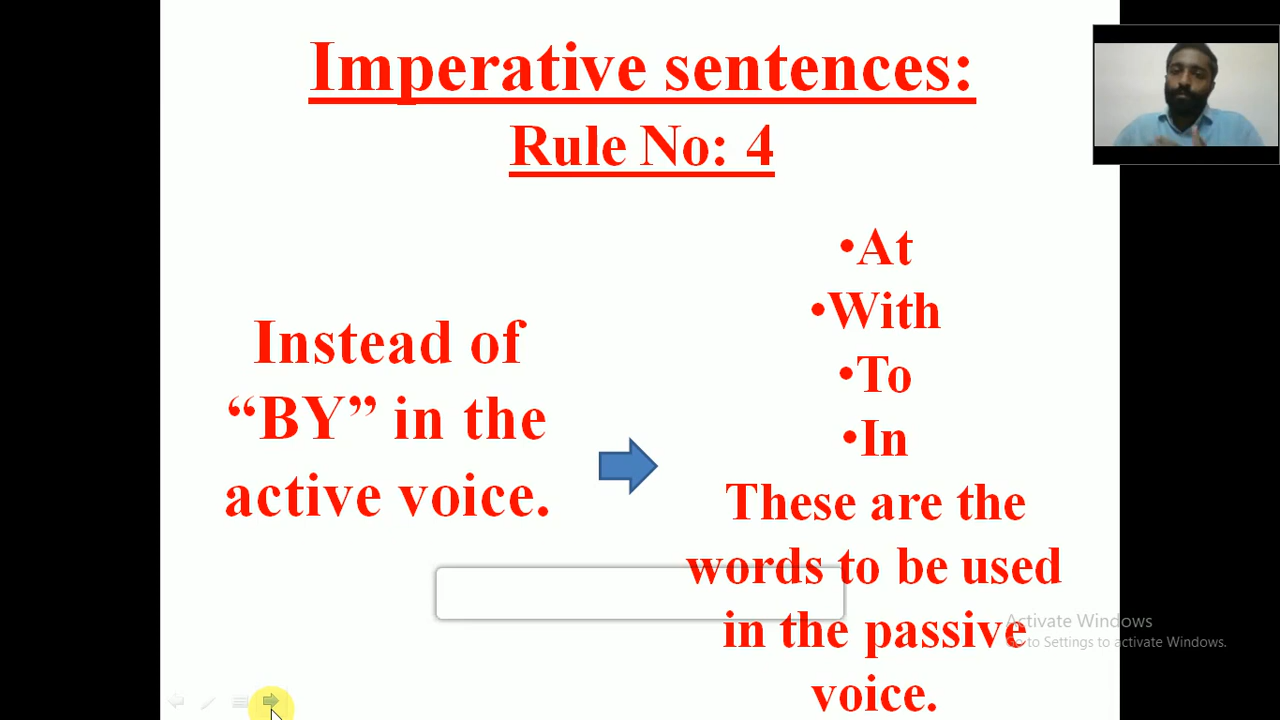 Imperative sentences:
Rule No: 4
Instead of
“BY” in the
active voice.
•At
•With
•To
•In
These are the
words to be used
in the passive
voice.
Activate Windows
Go to Settings to activate Windows.